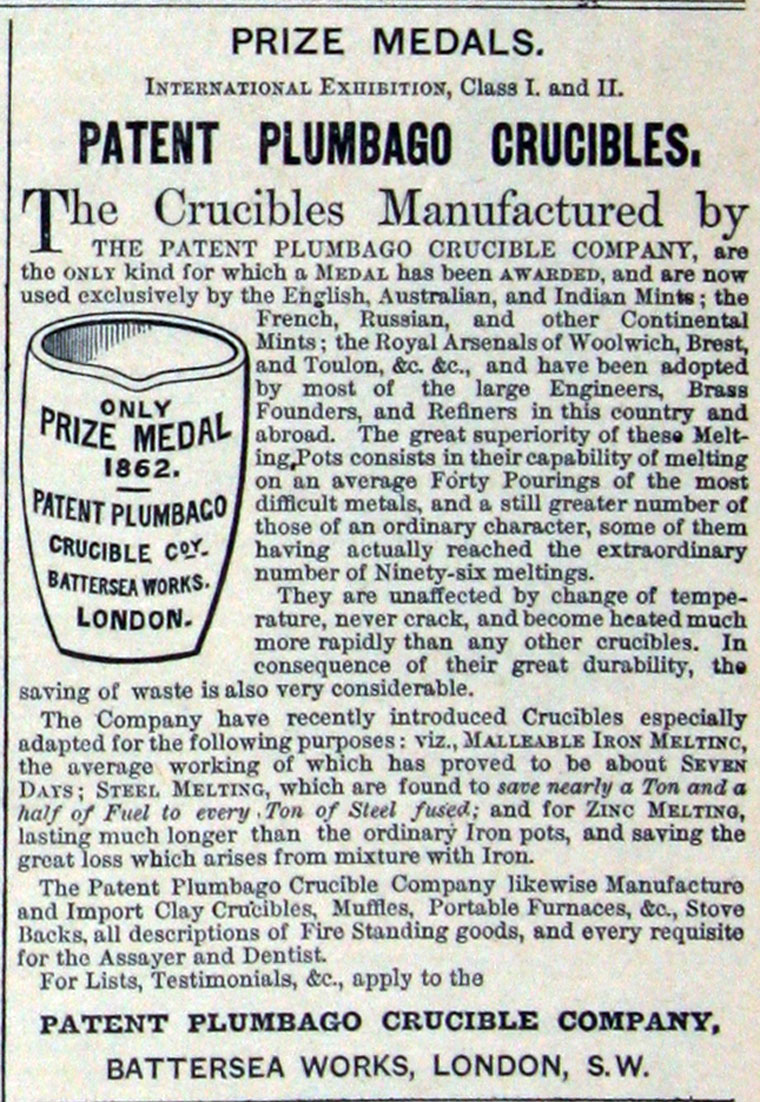 PRIZE MEDALS.
INTERNATIONAL EXHIBITION, Class I. and II.
PATENT PLUMBAGO CRUCIBLES.
The Crucibles Manufactured by
THE PATENT PLUMBAGO CRUCIBLE COMPANY, are
the ONLY kind for which a MEDAL has been AWARDED, and are now
used exclusively by the English, Australian, and Indian Mints; the
French, Russian, and other Continental
Mints; the Royal Arsenals of Woolwich, Brest,
and Toulon, &c. &c., and have been adopted
by most of the large Engineers, Brass
Founders, and Refiners in this country and
abroad. The great superiority of these Melt-
ing Pots consists in their capability of melting
on an average Forty Pourings of the most
difficult metals, and a still greater number of
those of an ordinary character, some of them
having actually reached the extraordinary
number of Ninety-six meltings.
They are unaffected by change of tempe-
rature, never crack, and become heated much
more rapidly than any other crucibles. In
consequence of their great durability, the
saving of waste is also very considerable.
ONLY
PRIZE MEDAL
1862.
PATENT PLUMBAGO
CRUCIBLE COY.
BATTERSEA WORKS.
LONDON.
The Company have recently introduced Crucibles especially
adapted for the following purposes: viz., MALLEABLE IRON MELTING,
the average working of which has proved to be about SEVEN
DAYS; STEEL MELTING, which are found to save nearly a Ton and a
half of Fuel to every Ton of Steel fused; and for ZINC MELTING,
lasting much longer than the ordinary Iron pots, and saving the
great loss which arises from mixture with Iron.
The Patent Plumbago Crucible Company likewise Manufacture
and Import Clay Crucibles, Muffles, Portable Furnaces, &c., Stove
Backs, all descriptions of Fire Standing goods, and every requisite
for the Assayer and Dentist.
For Lists, Testimonials, &c., apply to the
PATENT PLUMBAGO CRUCIBLE COMPANY,
BATTERSEA WORKS, LONDON, S.W.